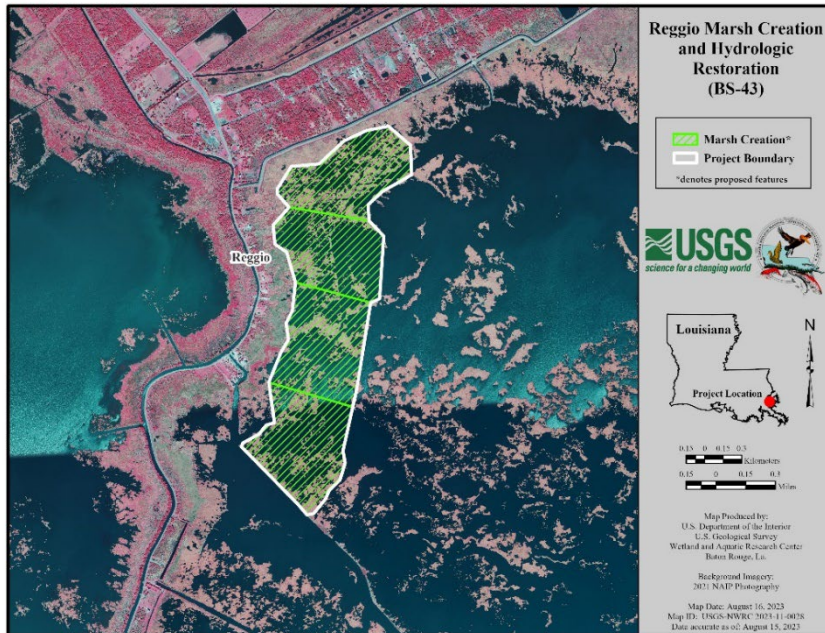 Reggio Marsh Creation
and Hydrologic
Restoration
(BS-43)
Marsh Creation*
Project Boundary
*denotes proposed features
Reggio
USGS
science for a changing world
Louisiana
N
Project Location
0.15 0 0.15 0.3
Kilometers
0.15 0 0.15 0.3
Miles
Map Produced by:
U.S. Department of the Interior
U.S. Geological Survey
Wetland and Aquatic Research Center
Baton Rouge, La.
Background Imagery:
2021 NAIP Photography
Map Date: August 16, 2023
Map ID: USGS-NWRC 2023-11-0028
Data accurate as of: August 15, 2023